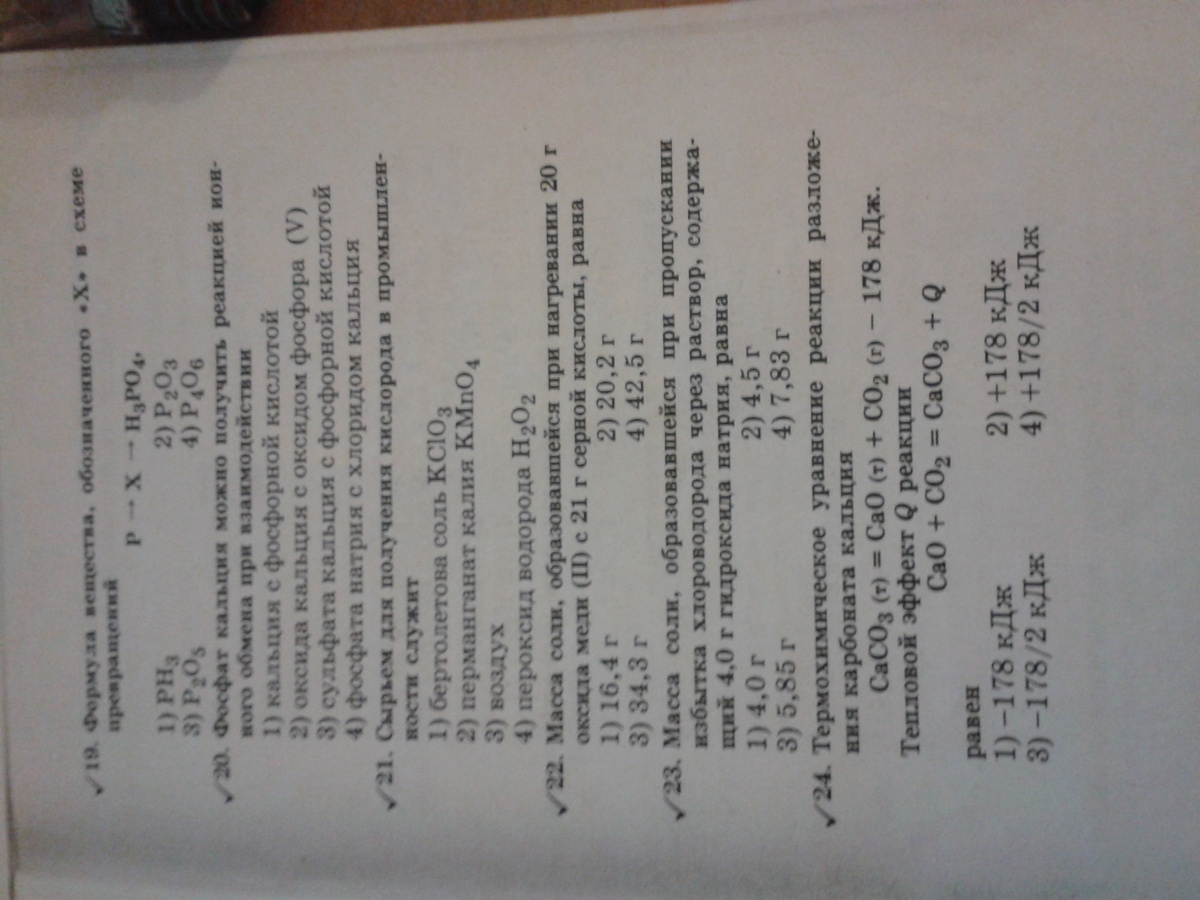 ✓19. Формула вещества, обозначенного «X» в схеме
превращений
P → X → H₃PO₄,
1) PH₃ 2) P₂O₃
3) P₂O₅ 4) P₄O₆
✓20. Фосфат кальция можно получить реакцией ион-
ного обмена при взаимодействии
1) кальция с фосфорной кислотой
2) оксида кальция с оксидом фосфора (V)
3) сульфата кальция с фосфорной кислотой
4) фосфата натрия с хлоридом кальция
✓21. Сырьем для получения кислорода в промышлен-
ности служит
1) бертолетова соль KClO₃
2) перманганат калия KMnO₄
3) воздух
4) пероксид водорода H₂O₂
✓22. Масса соли, образовавшейся при нагревании 20 г
оксида меди (II) с 21 г серной кислоты, равна
1) 16,4 г 2) 20,2 г
3) 34,3 г 4) 42,5 г
✓23. Масса соли, образовавшейся при пропускании
избытка хлороводорода через раствор, содержа-
щий 4,0 г гидроксида натрия, равна
1) 4,0 г 2) 4,5 г
3) 5,85 г 4) 7,83 г
✓24. Термохимическое уравнение реакции разложе-
ния карбоната кальция
CaCO₃ (т) = CaO (т) + CO₂ (г) − 178 кДж.
Тепловой эффект Q реакции
CaO + CO₂ = CaCO₃ + Q
равен
1) −178 кДж 2) +178 кДж
3) −178/2 кДж 4) +178/2 кДж